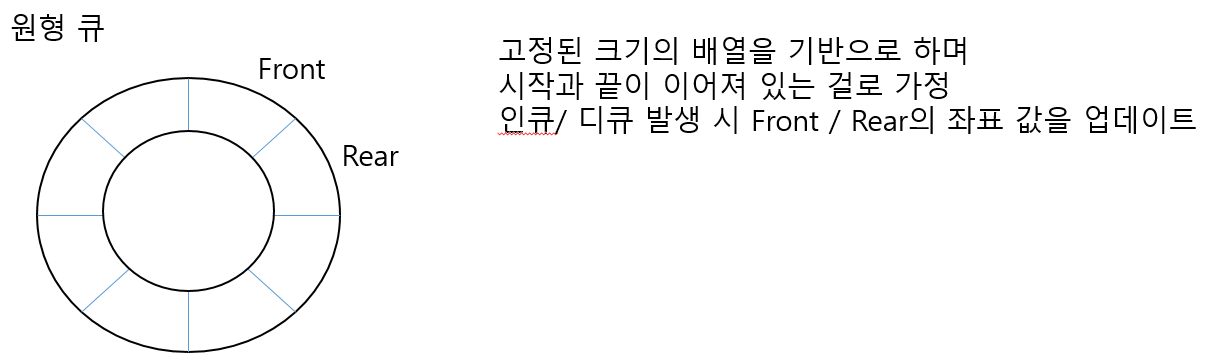 원형 큐
Front
Rear
고정된 크기의 배열을 기반으로 하며
시작과 끝이 이어져 있는 걸로 가정
인큐/ 디큐 발생 시 Front / Rear의 좌표 값을 업데이트